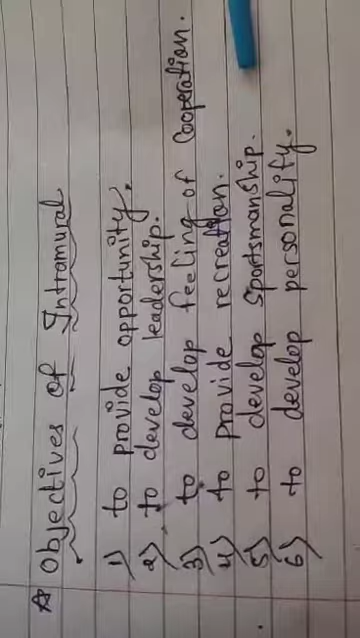 ☆ Objectives of Intramural
1) to provide opportunity.
2) to develop leadership.
3) to develop feeling of Cooperation.
4) to provide recreation.
5) to develop Sportsmanship.
6) to develop personality.